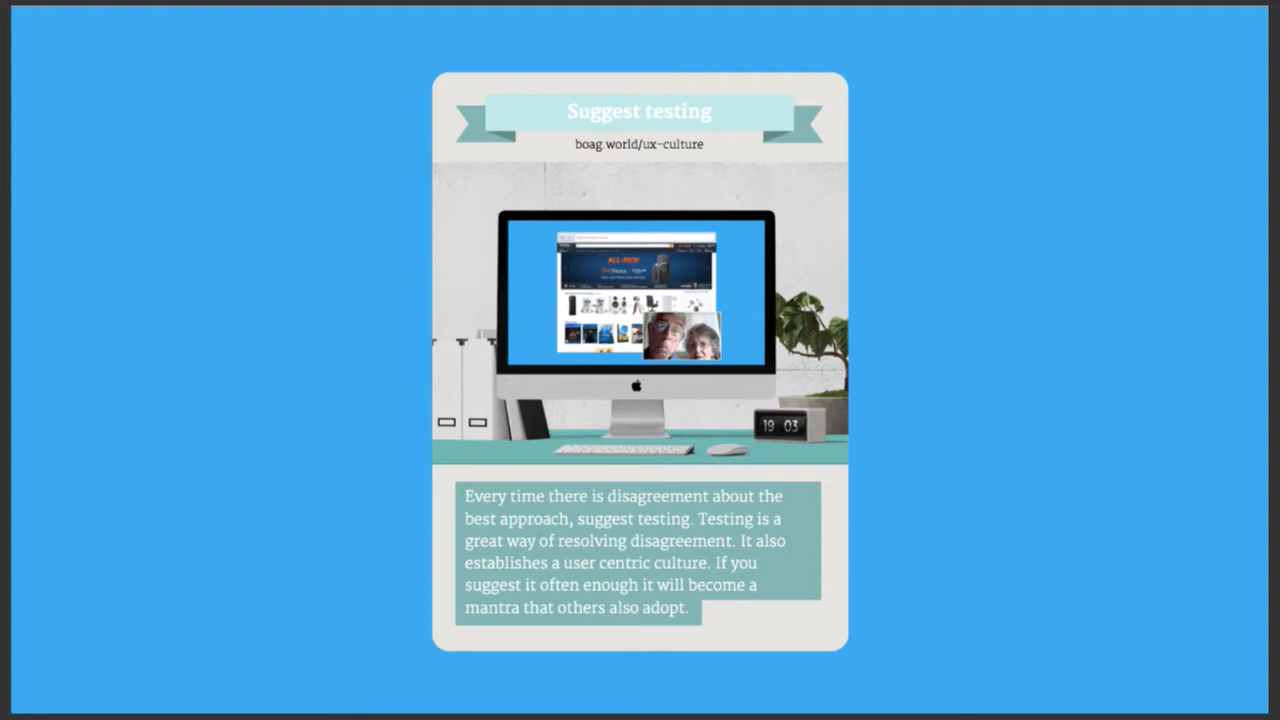 Suggest testing
boag.world/ux-culture
ALL-NEW
19 03
Every time there is disagreement about the
best approach, suggest testing. Testing is a
great way of resolving disagreement. It also
establishes a user centric culture. If you
suggest it often enough it will become a
mantra that others also adopt.